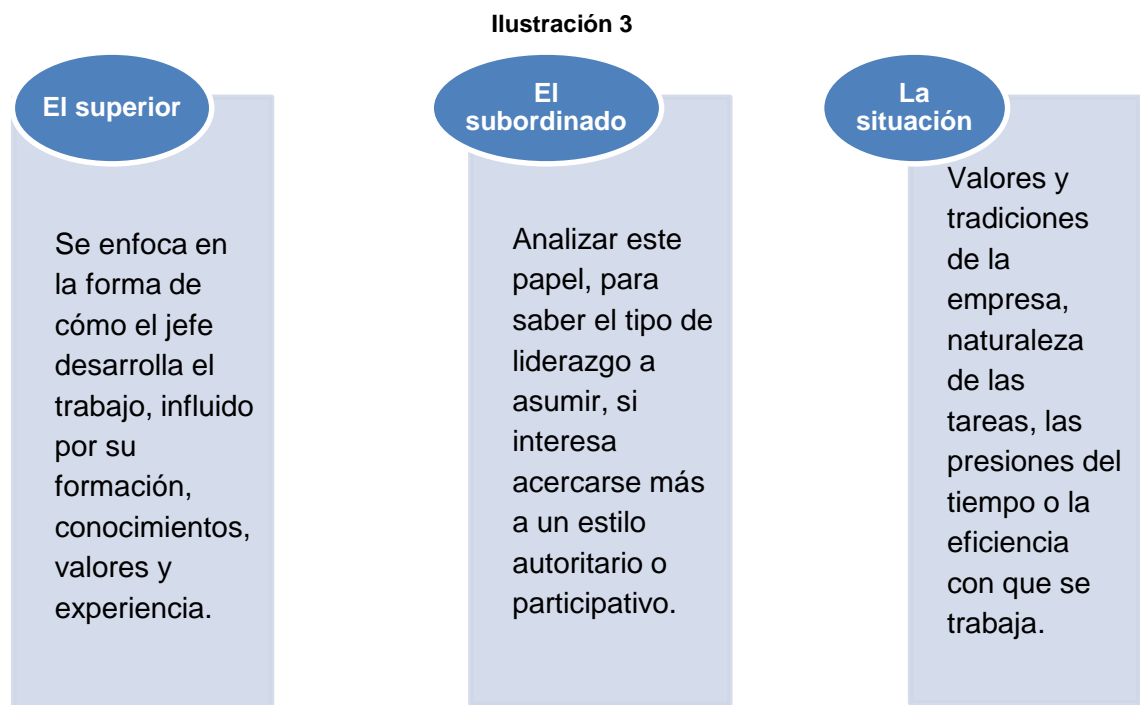 Ilustración 3
El superior
Se enfoca en
la forma de
cómo el jefe
desarrolla el
trabajo, influido
por su
formación,
conocimientos,
valores y
experiencia.
El
subordinado
Analizar este
papel, para
saber el tipo de
liderazgo a
asumir, si
interesa
acercarse más
a un estilo
autoritario o
participativo.
La
situación
Valores y
tradiciones
de la
empresa,
naturaleza
de las
tareas, las
presiones del
tiempo o la
eficiencia
con que se
trabaja.